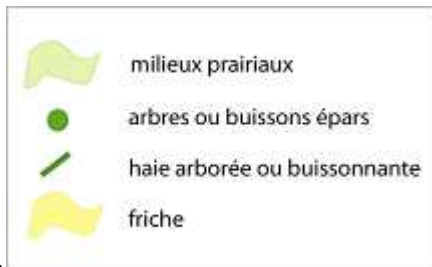 milieux prairiaux
arbres ou buissons épars
haie arborée ou buissonnante
friche